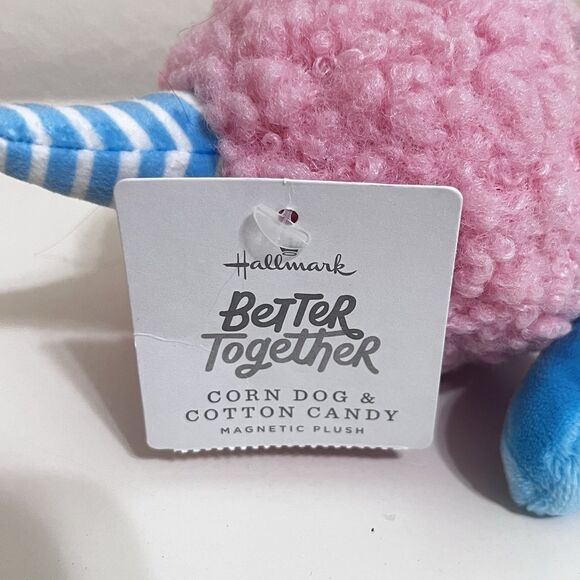 Hallmark
BeTTeR
TogetheR
CORN DOG &
COTTON CANDY
MAGNETIC PLUSH